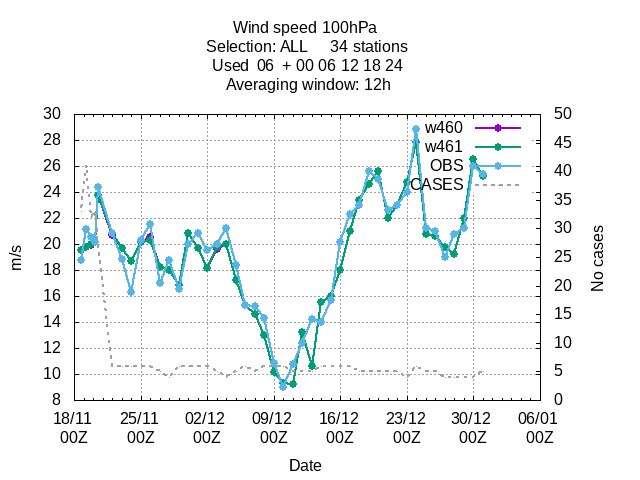 Wind speed 100hPa
Selection: ALL 34 stations
Used 06 + 00 06 12 18 24
Averaging window: 12h
30 50
28 45
26 40
24 35
22 30
20 25
18 20
16 15
14 10
12 5
10 0
8
m/s
No cases
w460
w461
OBS
CASES
18/11 25/11 02/12 09/12 16/12 23/12 30/12 06/01
00Z 00Z 00Z 00Z 00Z 00Z 00Z 00Z
Date